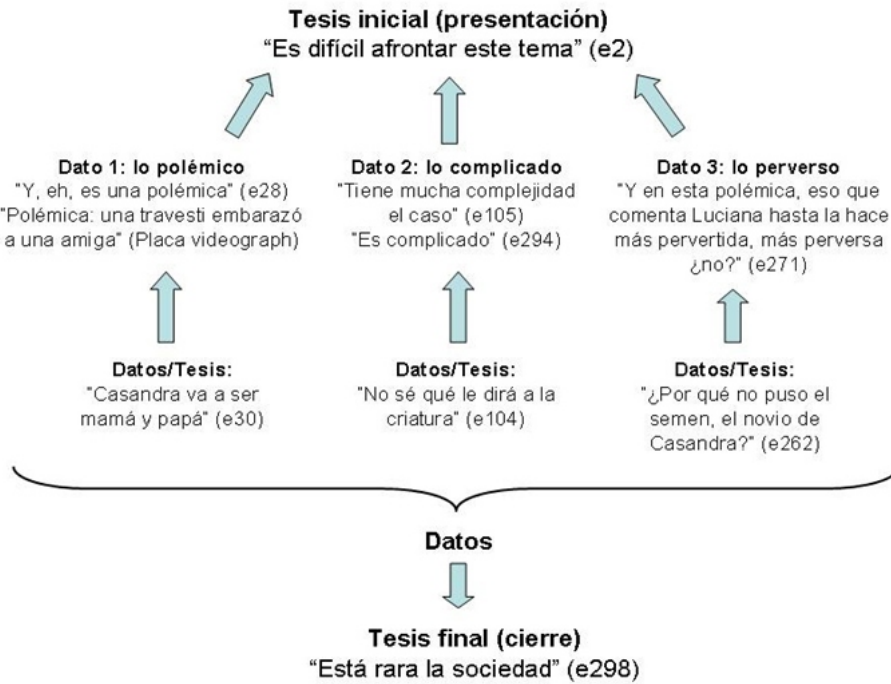 Tesis inicial (presentación)
“Es difícil afrontar este tema” (e2)
Dato 1: lo polémico
"Y, eh, es una polémica" (e28)
"Polémica: una travesti embarazó
a una amiga" (Placa videograph)
Dato 2: lo complicado
"Tiene mucha complejidad
el caso" (e105)
"Es complicado" (e294)
Dato 3: lo perverso
"Y en esta polémica, eso que
comenta Luciana hasta la hace
más pervertida, más perversa
¿no?" (e271)
Datos/Tesis:
"Casandra va a ser
mamá y papá" (e30)
Datos/Tesis:
"No sé qué le dirá a la
criatura" (e104)
Datos/Tesis:
"¿Por qué no puso el
semen, el novio de
Casandra?" (e262)
Datos
Tesis final (cierre)
“Está rara la sociedad” (e298)